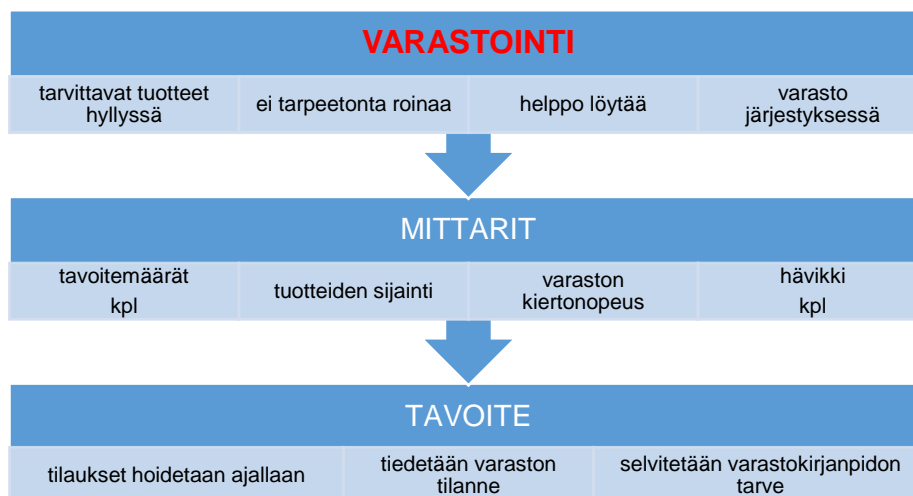 VARASTOINTI
tarvittavat tuotteet
hyllyssä
ei tarpeetonta roinaa
helppo löytää
varasto
järjestyksessä
MITTARIT
tavoitemäärät
kpl
tuotteiden sijainti
varaston
kiertonopeus
hävikki
kpl
TAVOITE
tilaukset hoidetaan ajallaan
tiedetään varaston
tilanne
selvitetään varastokirjanpidon
tarve